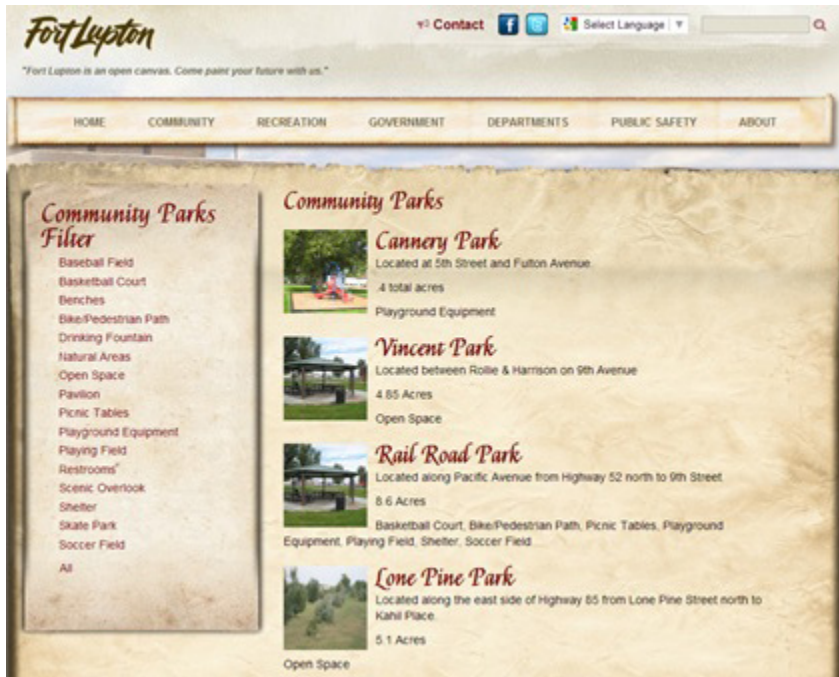 Fort Lupton
Contact
Select Language
"Fort Lupton is an open canvas. Come paint your future with us."
HOME COMMUNITY RECREATION GOVERNMENT DEPARTMENTS PUBLIC SAFETY ABOUT
Community Parks
Filter
Baseball Field
Basketball Court
Benches
Bike/Pedestrian Path
Drinking Fountain
Natural Areas
Open Space
Pavilion
Picnic Tables
Playground Equipment
Playing Field
Restrooms"
Scenic Overlook
Shelter
Skate Park
Soccer Field
All
Community Parks
Cannery Park
Located at 5th Street and Fulton Avenue.
.4 total acres
Playground Equipment
Vincent Park
Located between Rollie & Harrison on 9th Avenue
4.85 Acres
Open Space
Rail Road Park
Located along Pacific Avenue from Highway 52 north to 9th Street.
8.6 Acres
Basketball Court, Bike/Pedestrian Path, Picnic Tables, Playground
Equipment, Playing Field, Shelter, Soccer Field
Lone Pine Park
Located along the east side of Highway 85 from Lone Pine Street north to
Kahil Place.
5.1 Acres
Open Space